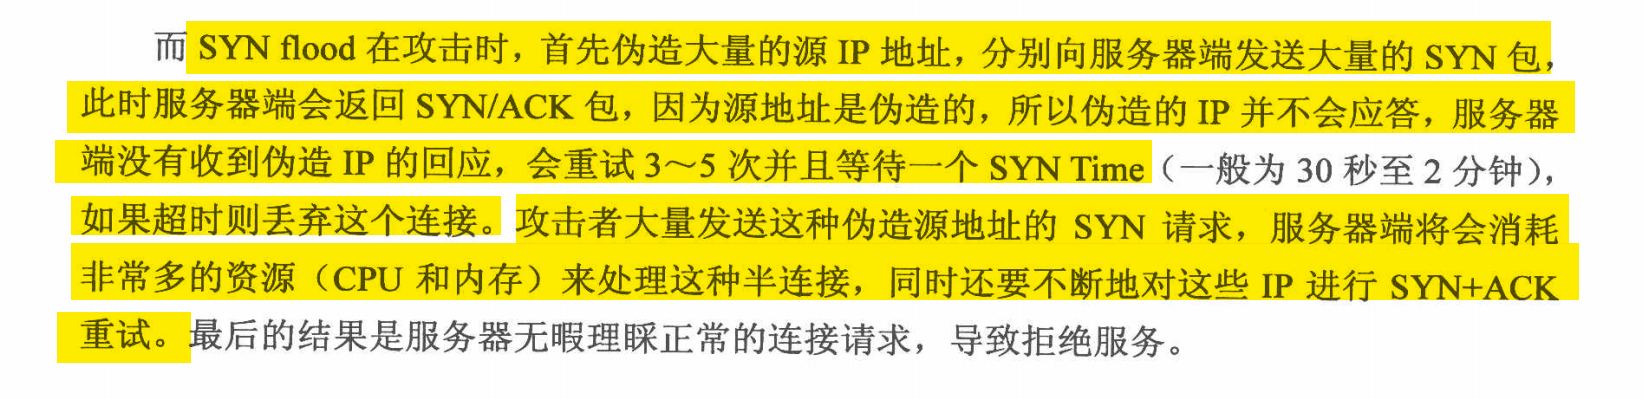 而 SYN flood 在攻击时，首先伪造大量的源 IP 地址，分别向服务器端发送大量的 SYN 包，
此时服务器端会返回 SYN/ACK 包，因为源地址是伪造的，所以伪造的 IP 并不会应答，服务器
端没有收到伪造 IP 的回应，会重试 3～5 次并且等待一个 SYN Time（一般为 30 秒至 2 分钟），
如果超时则丢弃这个连接。攻击者大量发送这种伪造源地址的 SYN 请求，服务器端将会消耗
非常多的资源（CPU 和内存）来处理这种半连接，同时还要不断地对这些 IP 进行 SYN+ACK
重试。最后的结果是服务器无暇理睬正常的连接请求，导致拒绝服务。